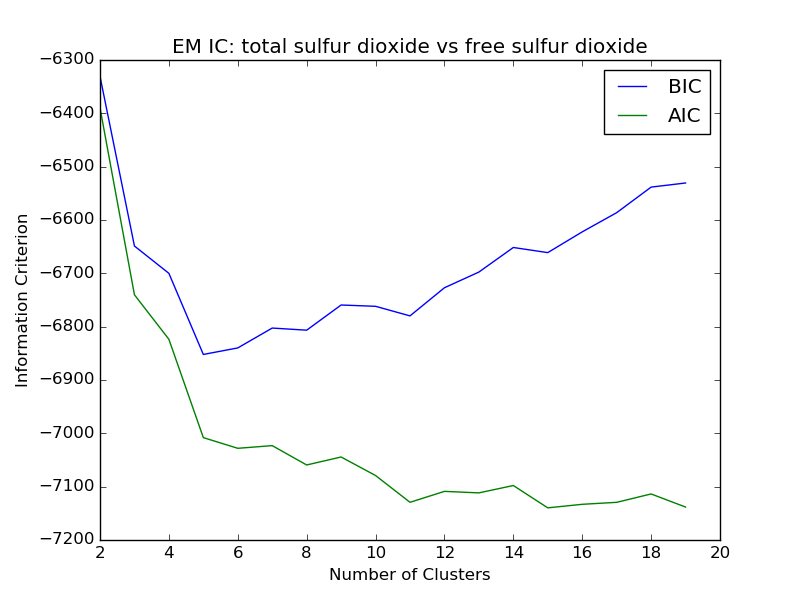 EM IC: total sulfur dioxide vs free sulfur dioxide
BIC
AIC
Information Criterion
−6300
−6400
−6500
−6600
−6700
−6800
−6900
−7000
−7100
−7200
2 4 6 8 10 12 14 16 18 20
Number of Clusters